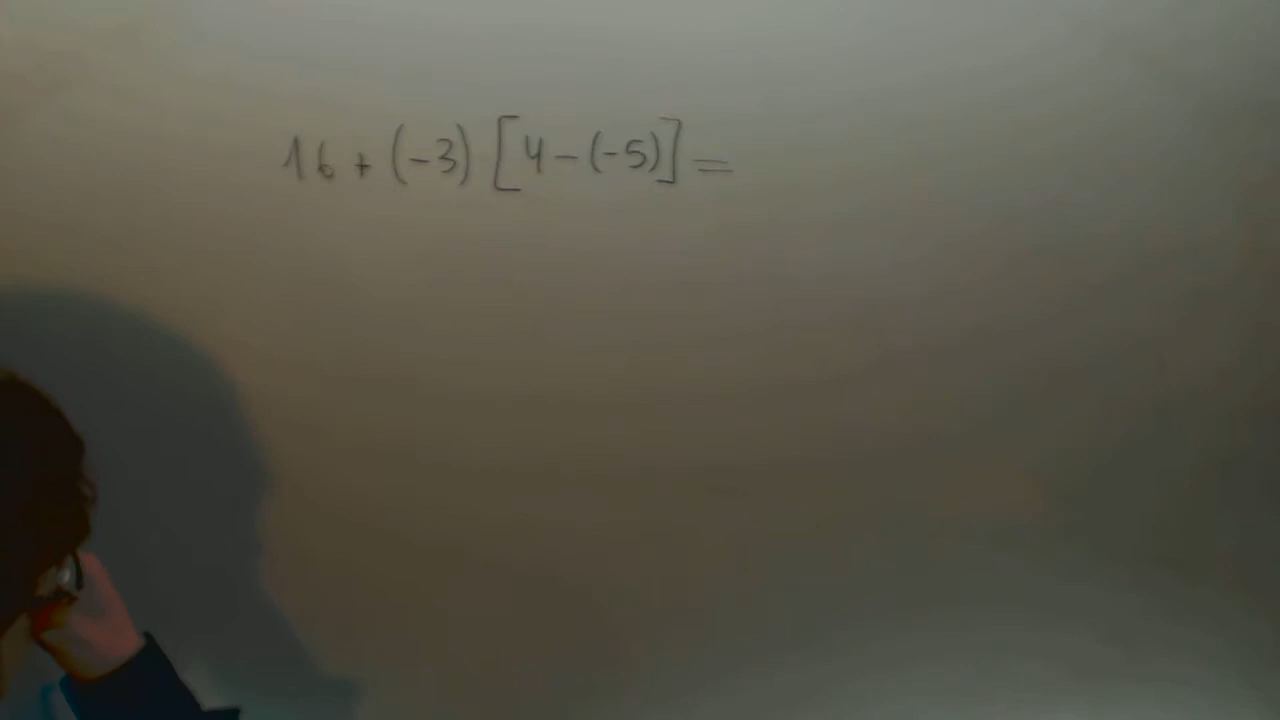 16 + (-3) [4 - (-5)] =